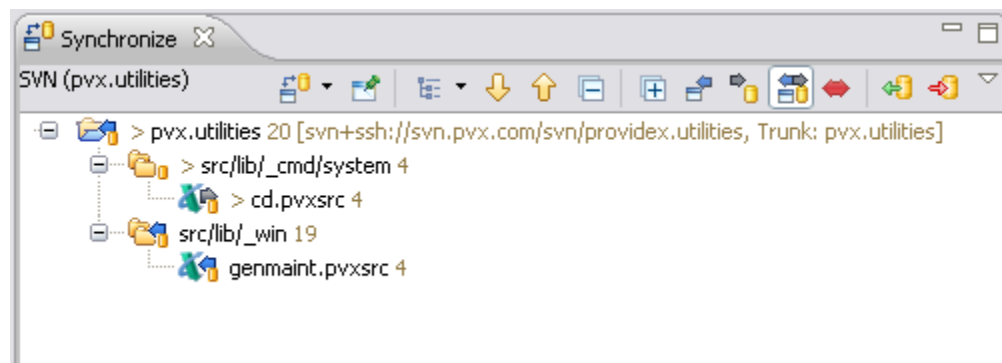 Synchronize
SVN (pvx.utilities)
> pvx.utilities 20 [svn+ssh://svn.pvx.com/svn/providex.utilities, Trunk: pvx.utilities]
> src/lib/_cmd/system 4
> cd.pvxsrc 4
src/lib/_win 19
genmaint.pvxsrc 4